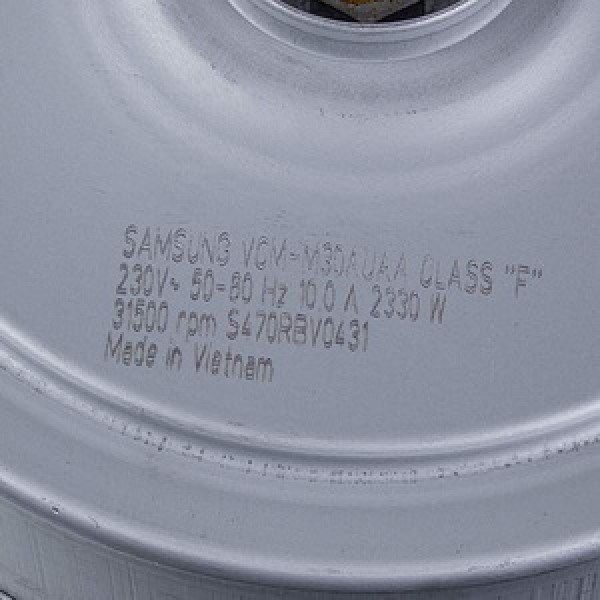 SAMSUNG VCM-M30AUAA CLASS "F"
230V~ 50-60 Hz 10.0 A 2330 W
31500 rpm S470RBV0431
Made in Vietnam